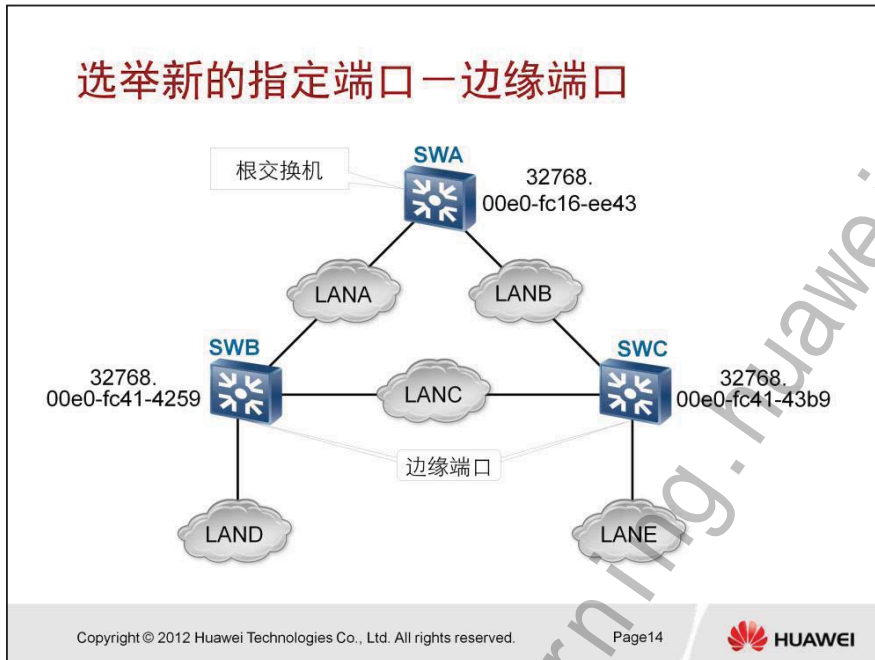 选举新的指定端口－边缘端口
SWA
根交换机
32768.
00e0-fc16-ee43
LANA
LANB
SWB
SWC
32768.
00e0-fc41-4259
LANC
32768.
00e0-fc41-43b9
边缘端口
LAND
LANE
rning.huawei.
Copyright © 2012 Huawei Technologies Co., Ltd. All rights reserved.
Page14
HUAWEI